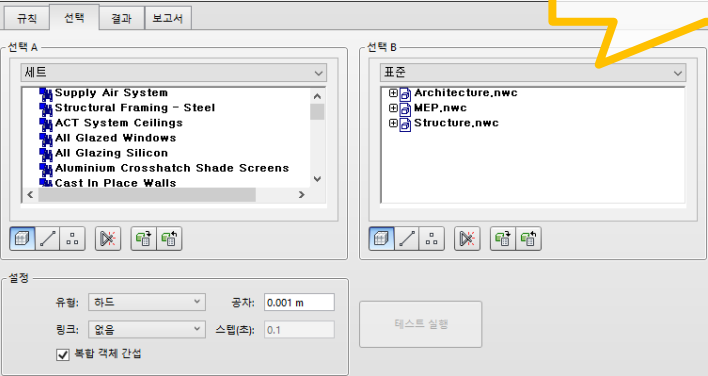 규칙 선택 결과 보고서
선택 A
세트
Supply Air System
Structural Framing - Steel
ACT System Ceilings
All Glazed Windows
All Glazing Silicon
Aluminium Crosshatch Shade Screens
Cast In Place Walls
선택 B
표준
Architecture.nwc
MEP.nwc
Structure.nwc
설정
유형: 하드 공차: 0.001 m
링크: 없음 스텝(초): 0.1
복합 객체 간섭
테스트 실행